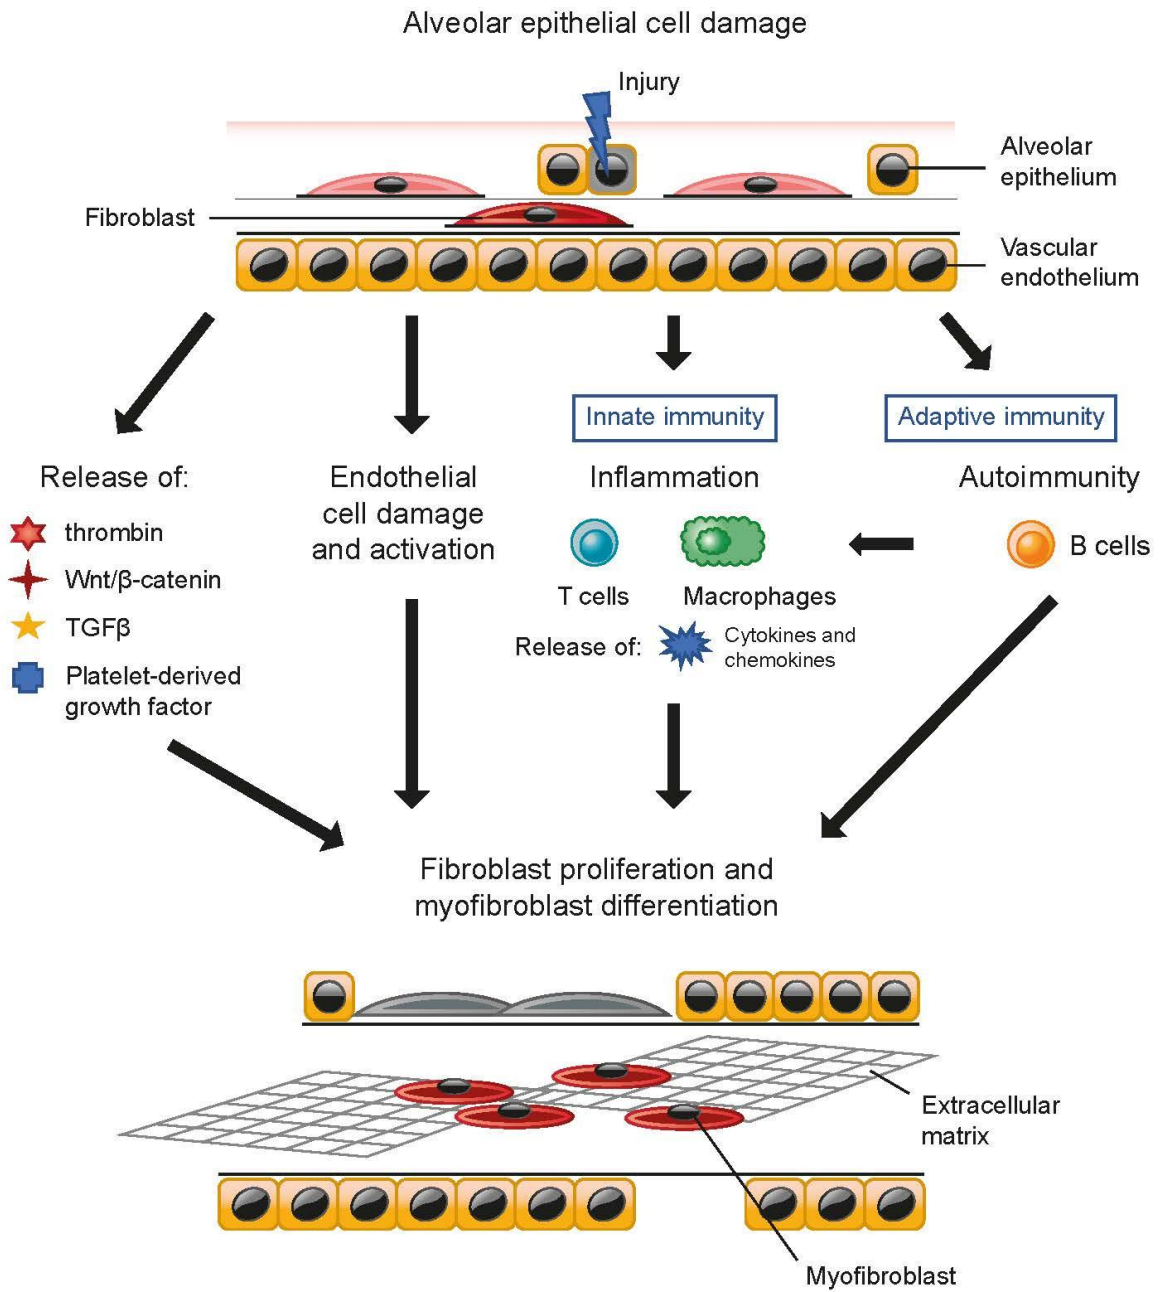 Alveolar epithelial cell damage
Injury
Alveolar
epithelium
Fibroblast
Vascular
endothelium
Innate immunity
Adaptive immunity
Release of:
thrombin
Wnt/β-catenin
TGFβ
Platelet-derived
growth factor
Endothelial
cell damage
and activation
Inflammation
T cells
Macrophages
Release of:
Cytokines and
chemokines
Autoimmunity
B cells
Fibroblast proliferation and
myofibroblast differentiation
Extracellular
matrix
Myofibroblast